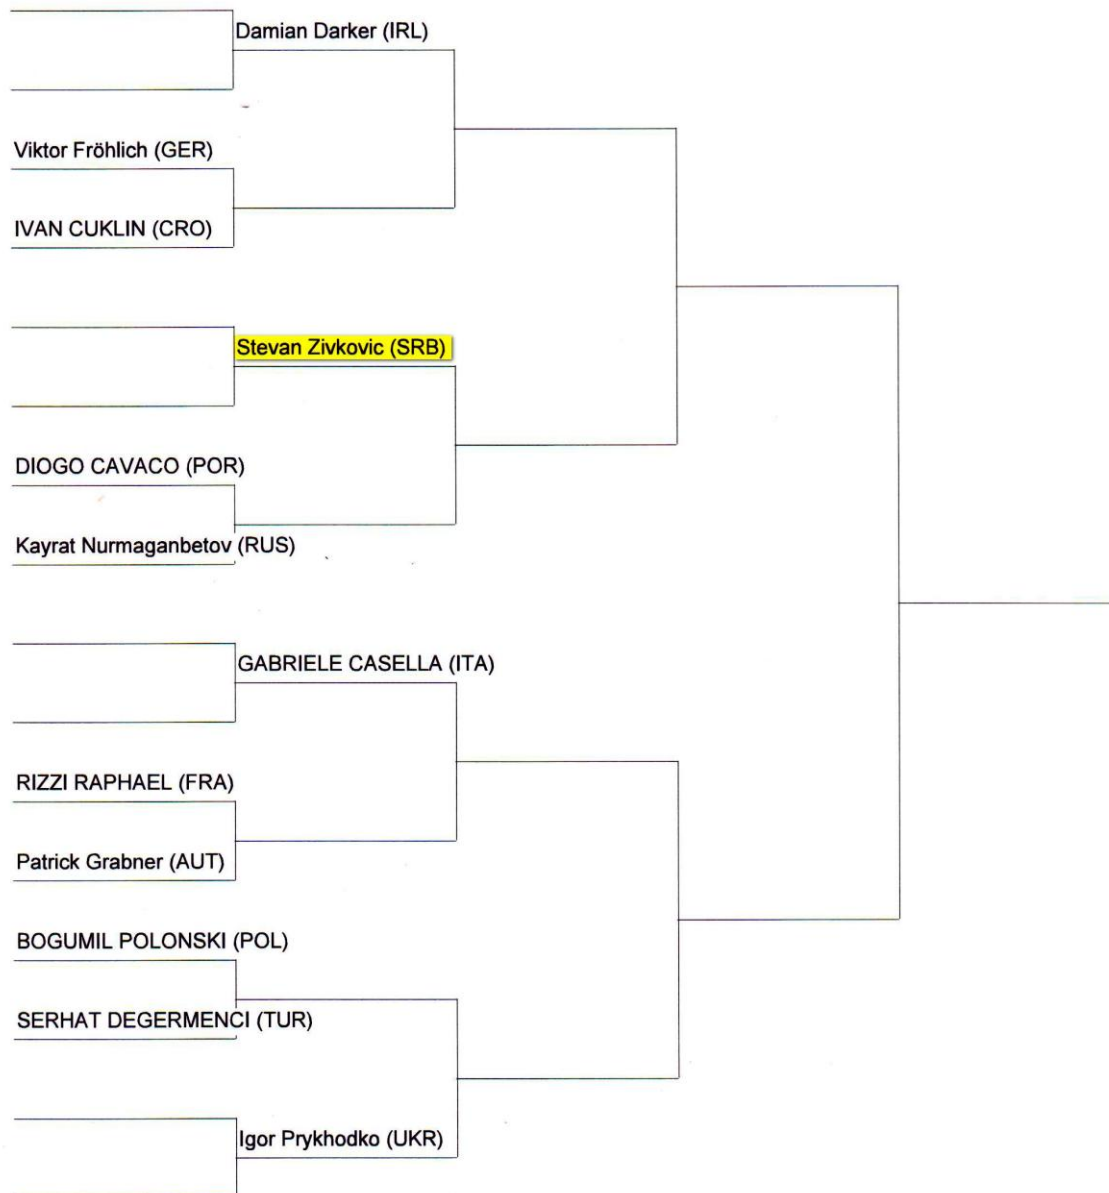 Damian Darker (IRL)
Viktor Fröhlich (GER)
IVAN CUKLIN (CRO)
Stevan Zivkovic (SRB)
DIOGO CAVACO (POR)
Kayrat Nurmaganbetov (RUS)
GABRIELE CASELLA (ITA)
RIZZI RAPHAEL (FRA)
Patrick Grabner (AUT)
BOGUMIL POLONSKI (POL)
SERHAT DEGERMENCI (TUR)
Igor Prykhodko (UKR)